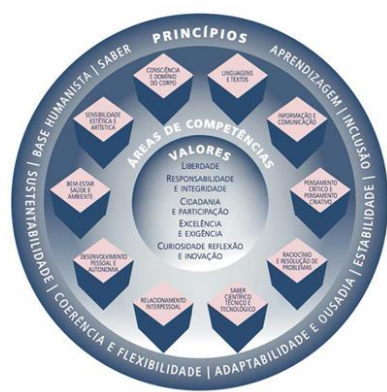 PRINCÍPIOS
BASE HUMANISTA | SABER
APRENDIZAGEM | INCLUSÃO |
ESTABILIDADE |
ADAPTABILIDADE E OUSADIA |
COERÊNCIA E FLEXIBILIDADE |
| SUSTENTABILIDADE |
ÁREAS DE COMPETÊNCIAS
CONSCIÊNCIA
E DOMÍNIO
DO CORPO
LINGUAGENS
E TEXTOS
INFORMAÇÃO E
COMUNICAÇÃO
PENSAMENTO
CRÍTICO E
PENSAMENTO
CRIATIVO
RACIOCÍNIO
E RESOLUÇÃO DE
PROBLEMAS
SABER
CIENTÍFICO
TÉCNICO E
TECNOLÓGICO
RELACIONAMENTO
INTERPESSOAL
DESENVOLVIMENTO
PESSOAL E
AUTONOMIA
BEM-ESTAR
SAÚDE E
AMBIENTE
SENSIBILIDADE
ESTÉTICA E
ARTÍSTICA
VALORES
LIBERDADE
RESPONSABILIDADE
E INTEGRIDADE
CIDADANIA
E PARTICIPAÇÃO
EXCELÊNCIA
E EXIGÊNCIA
CURIOSIDADE REFLEXÃO
E INOVAÇÃO